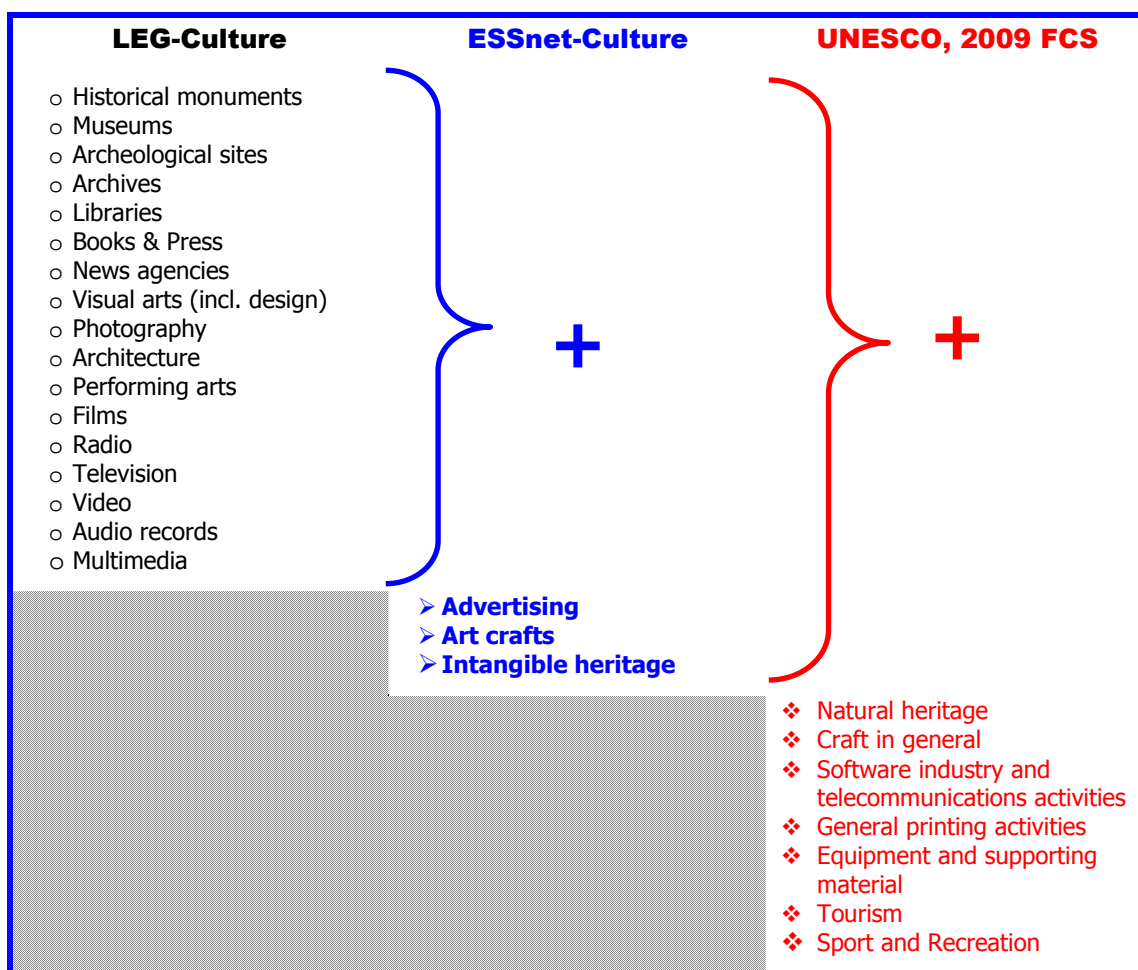 LEG-Culture
ESSnet-Culture
UNESCO, 2009 FCS
o Historical monuments
o Museums
o Archeological sites
o Archives
o Libraries
o Books & Press
o News agencies
o Visual arts (incl. design)
o Photography
o Architecture
o Performing arts
o Films
o Radio
o Television
o Video
o Audio records
o Multimedia
+
➢ Advertising
➢ Art crafts
➢ Intangible heritage
+
❖ Natural heritage
❖ Craft in general
❖ Software industry and
telecommunications activities
❖ General printing activities
❖ Equipment and supporting
material
❖ Tourism
❖ Sport and Recreation